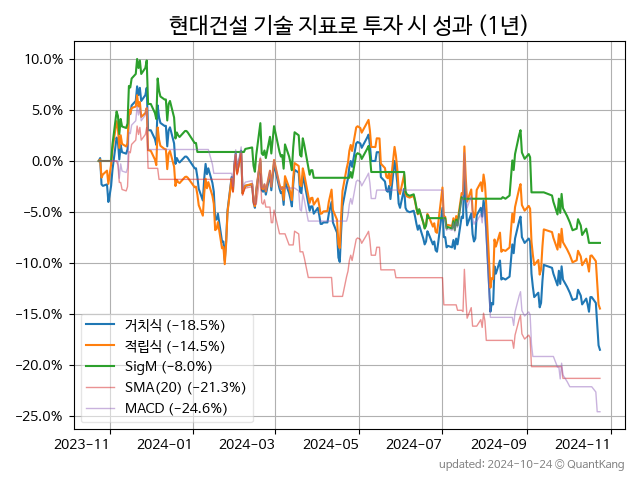 현대건설 기술 지표로 투자 시 성과 (1년)
10.0%
5.0%
0.0%
−5.0%
−10.0%
−15.0%
−20.0%
−25.0%
거치식 (−18.5%)
적립식 (−14.5%)
SigM (−8.0%)
SMA(20) (−21.3%)
MACD (−24.6%)
2023−11 2024−01 2024−03 2024−05 2024−07 2024−09 2024−11
updated: 2024-10-24 © QuantKang